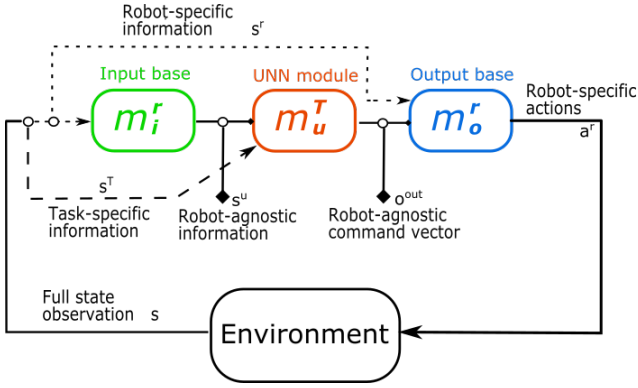 Robot-specific
information s^r
Input base
UNN module
Output base
m_i^r
m_u^T
m_o^r
Robot-specific
actions
a^r
s^T
Task-specific
information
s^u
Robot-agnostic
information
o^out
Robot-agnostic
command vector
Full state
observation s
Environment